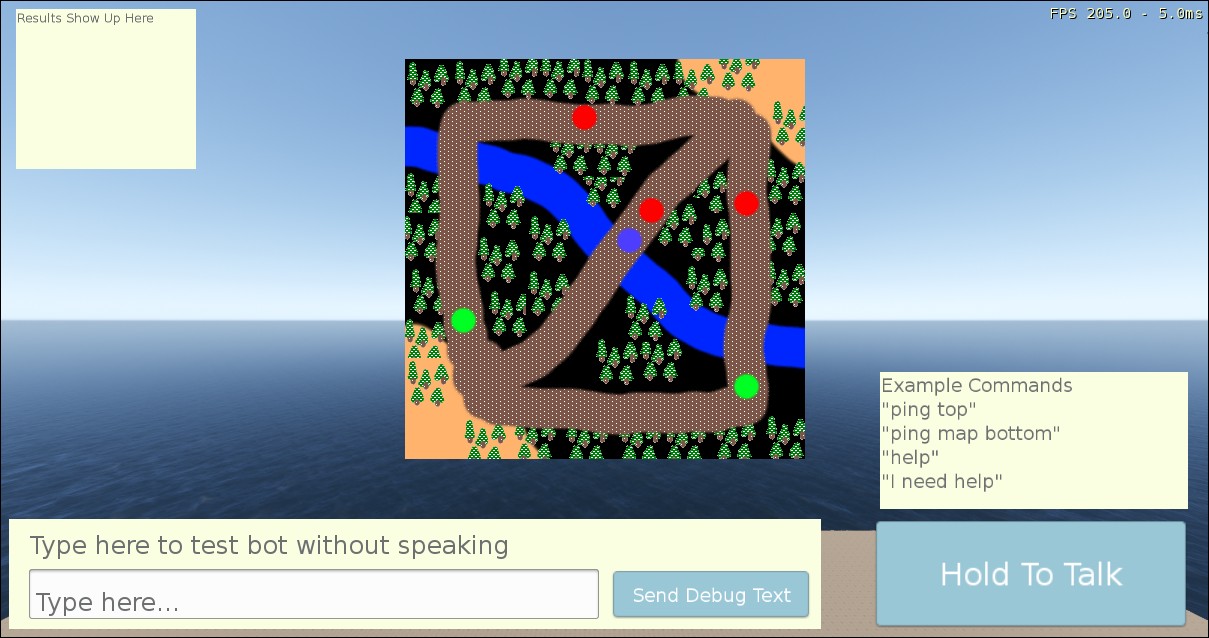 Results Show Up Here
FPS 205.0 - 5.0ms
Example Commands
"ping top"
"ping map bottom"
"help"
"I need help"
Type here to test bot without speaking
Type here...
Send Debug Text
Hold To Talk